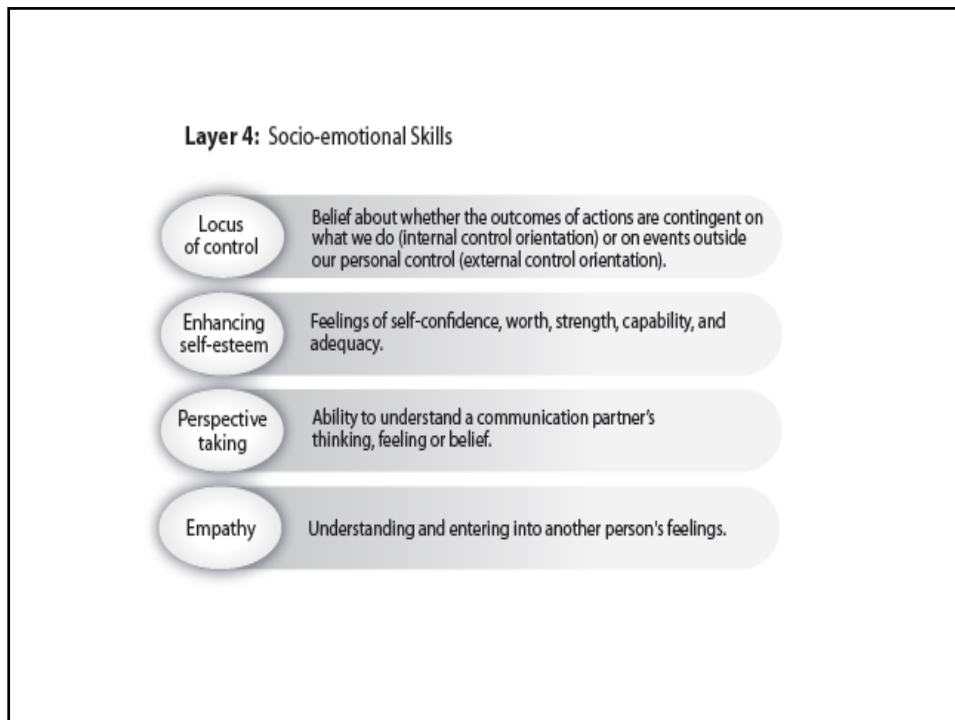 Layer 4: Socio-emotional Skills
Locus
of control
Belief about whether the outcomes of actions are contingent on
what we do (internal control orientation) or on events outside
our personal control (external control orientation).
Enhancing
self-esteem
Feelings of self-confidence, worth, strength, capability, and
adequacy.
Perspective
taking
Ability to understand a communication partner's
thinking, feeling or belief.
Empathy
Understanding and entering into another person's feelings.